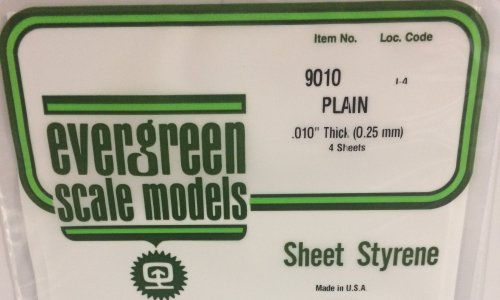 Item No. Loc. Code
9010 I-4
PLAIN
.010" Thick (0.25 mm)
4 Sheets
evergreen
scale models
Sheet Styrene
Made in U.S.A.